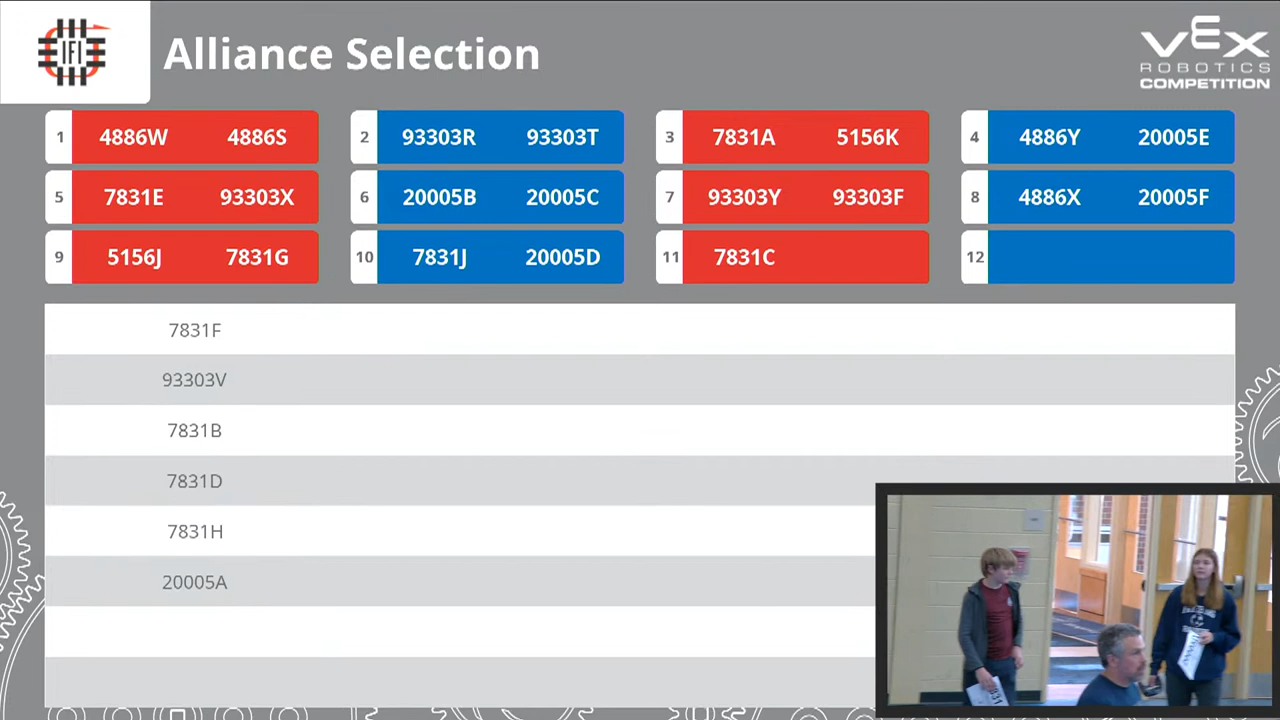 IFI
Alliance Selection
VEX
ROBOTICS
COMPETITION
1 4886W 4886S
2 93303R 93303T
3 7831A 5156K
4 4886Y 20005E
5 7831E 93303X
6 20005B 20005C
7 93303Y 93303F
8 4886X 20005F
9 5156J 7831G
10 7831J 20005D
11 7831C
12
7831F
93303V
7831B
7831D
7831H
20005A